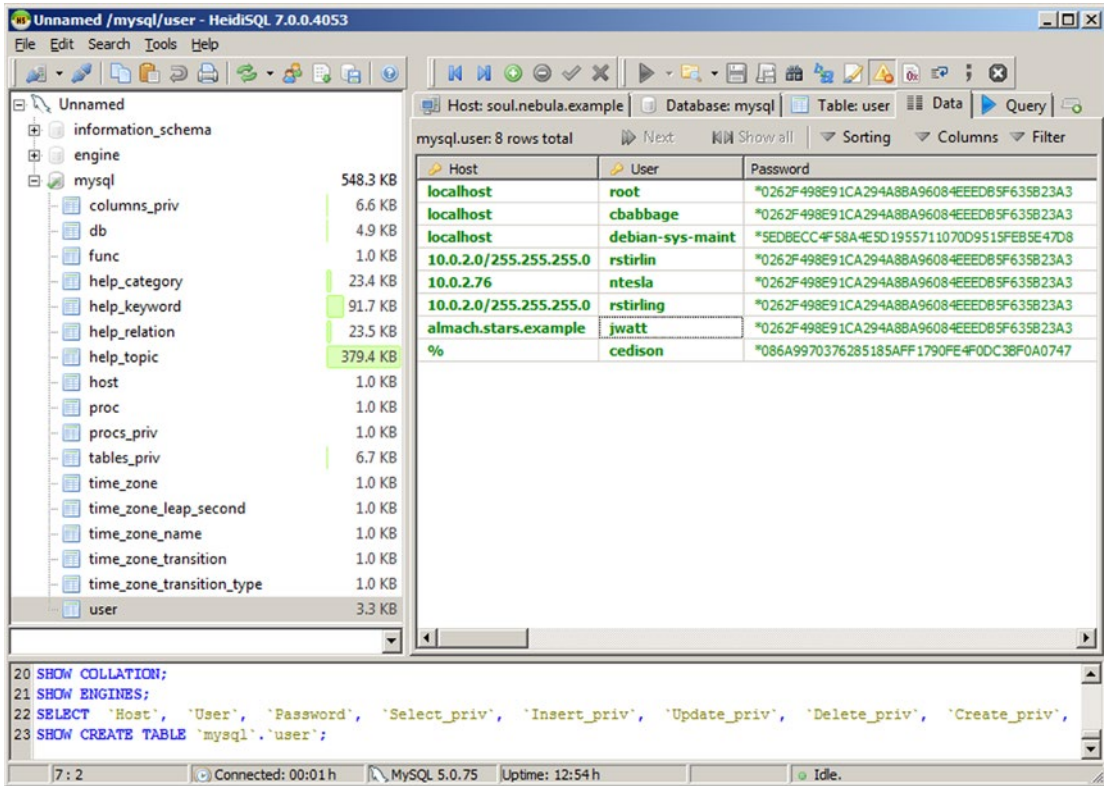 Unnamed /mysql/user - HeidiSQL 7.0.0.4053
File Edit Search Tools Help
Host: soul.nebula.example Database: mysql Table: user Data Query
mysql.user: 8 rows total Next Show all Sorting Columns Filter
Unnamed
information_schema
engine
mysql 548.3 KB
columns_priv 6.6 KB
db 4.9 KB
func 1.0 KB
help_category 23.4 KB
help_keyword 91.7 KB
help_relation 23.5 KB
help_topic 379.4 KB
host 1.0 KB
proc 1.0 KB
procs_priv 1.0 KB
tables_priv 6.7 KB
time_zone 1.0 KB
time_zone_leap_second 1.0 KB
time_zone_name 1.0 KB
time_zone_transition 1.0 KB
time_zone_transition_type 1.0 KB
user 3.3 KB
Host User Password
localhost root *0262F498E91CA294A8BA96084EEEDB5F635B23A3
localhost cbabbage *0262F498E91CA294A8BA96084EEEDB5F635B23A3
localhost debian-sys-maint *5EDBECC4F58A4E5D1955711070D9515FEB5E47D8
10.0.2.0/255.255.255.0 rstirlin *0262F498E91CA294A8BA96084EEEDB5F635B23A3
10.0.2.76 ntesla *0262F498E91CA294A8BA96084EEEDB5F635B23A3
10.0.2.0/255.255.255.0 rstirling *0262F498E91CA294A8BA96084EEEDB5F635B23A3
almach.stars.example jwatt *0262F498E91CA294A8BA96084EEEDB5F635B23A3
% cedison *086A9970376285185AFF1790FE4F0DC3BF0A0747
20 SHOW COLLATION;
21 SHOW ENGINES;
22 SELECT `Host`, `User`, `Password`, `Select_priv`, `Insert_priv`, `Update_priv`, `Delete_priv`, `Create_priv`,
23 SHOW CREATE TABLE `mysql`.`user`;
7 : 2 Connected: 00:01 h MySQL 5.0.75 Uptime: 12:54 h Idle.